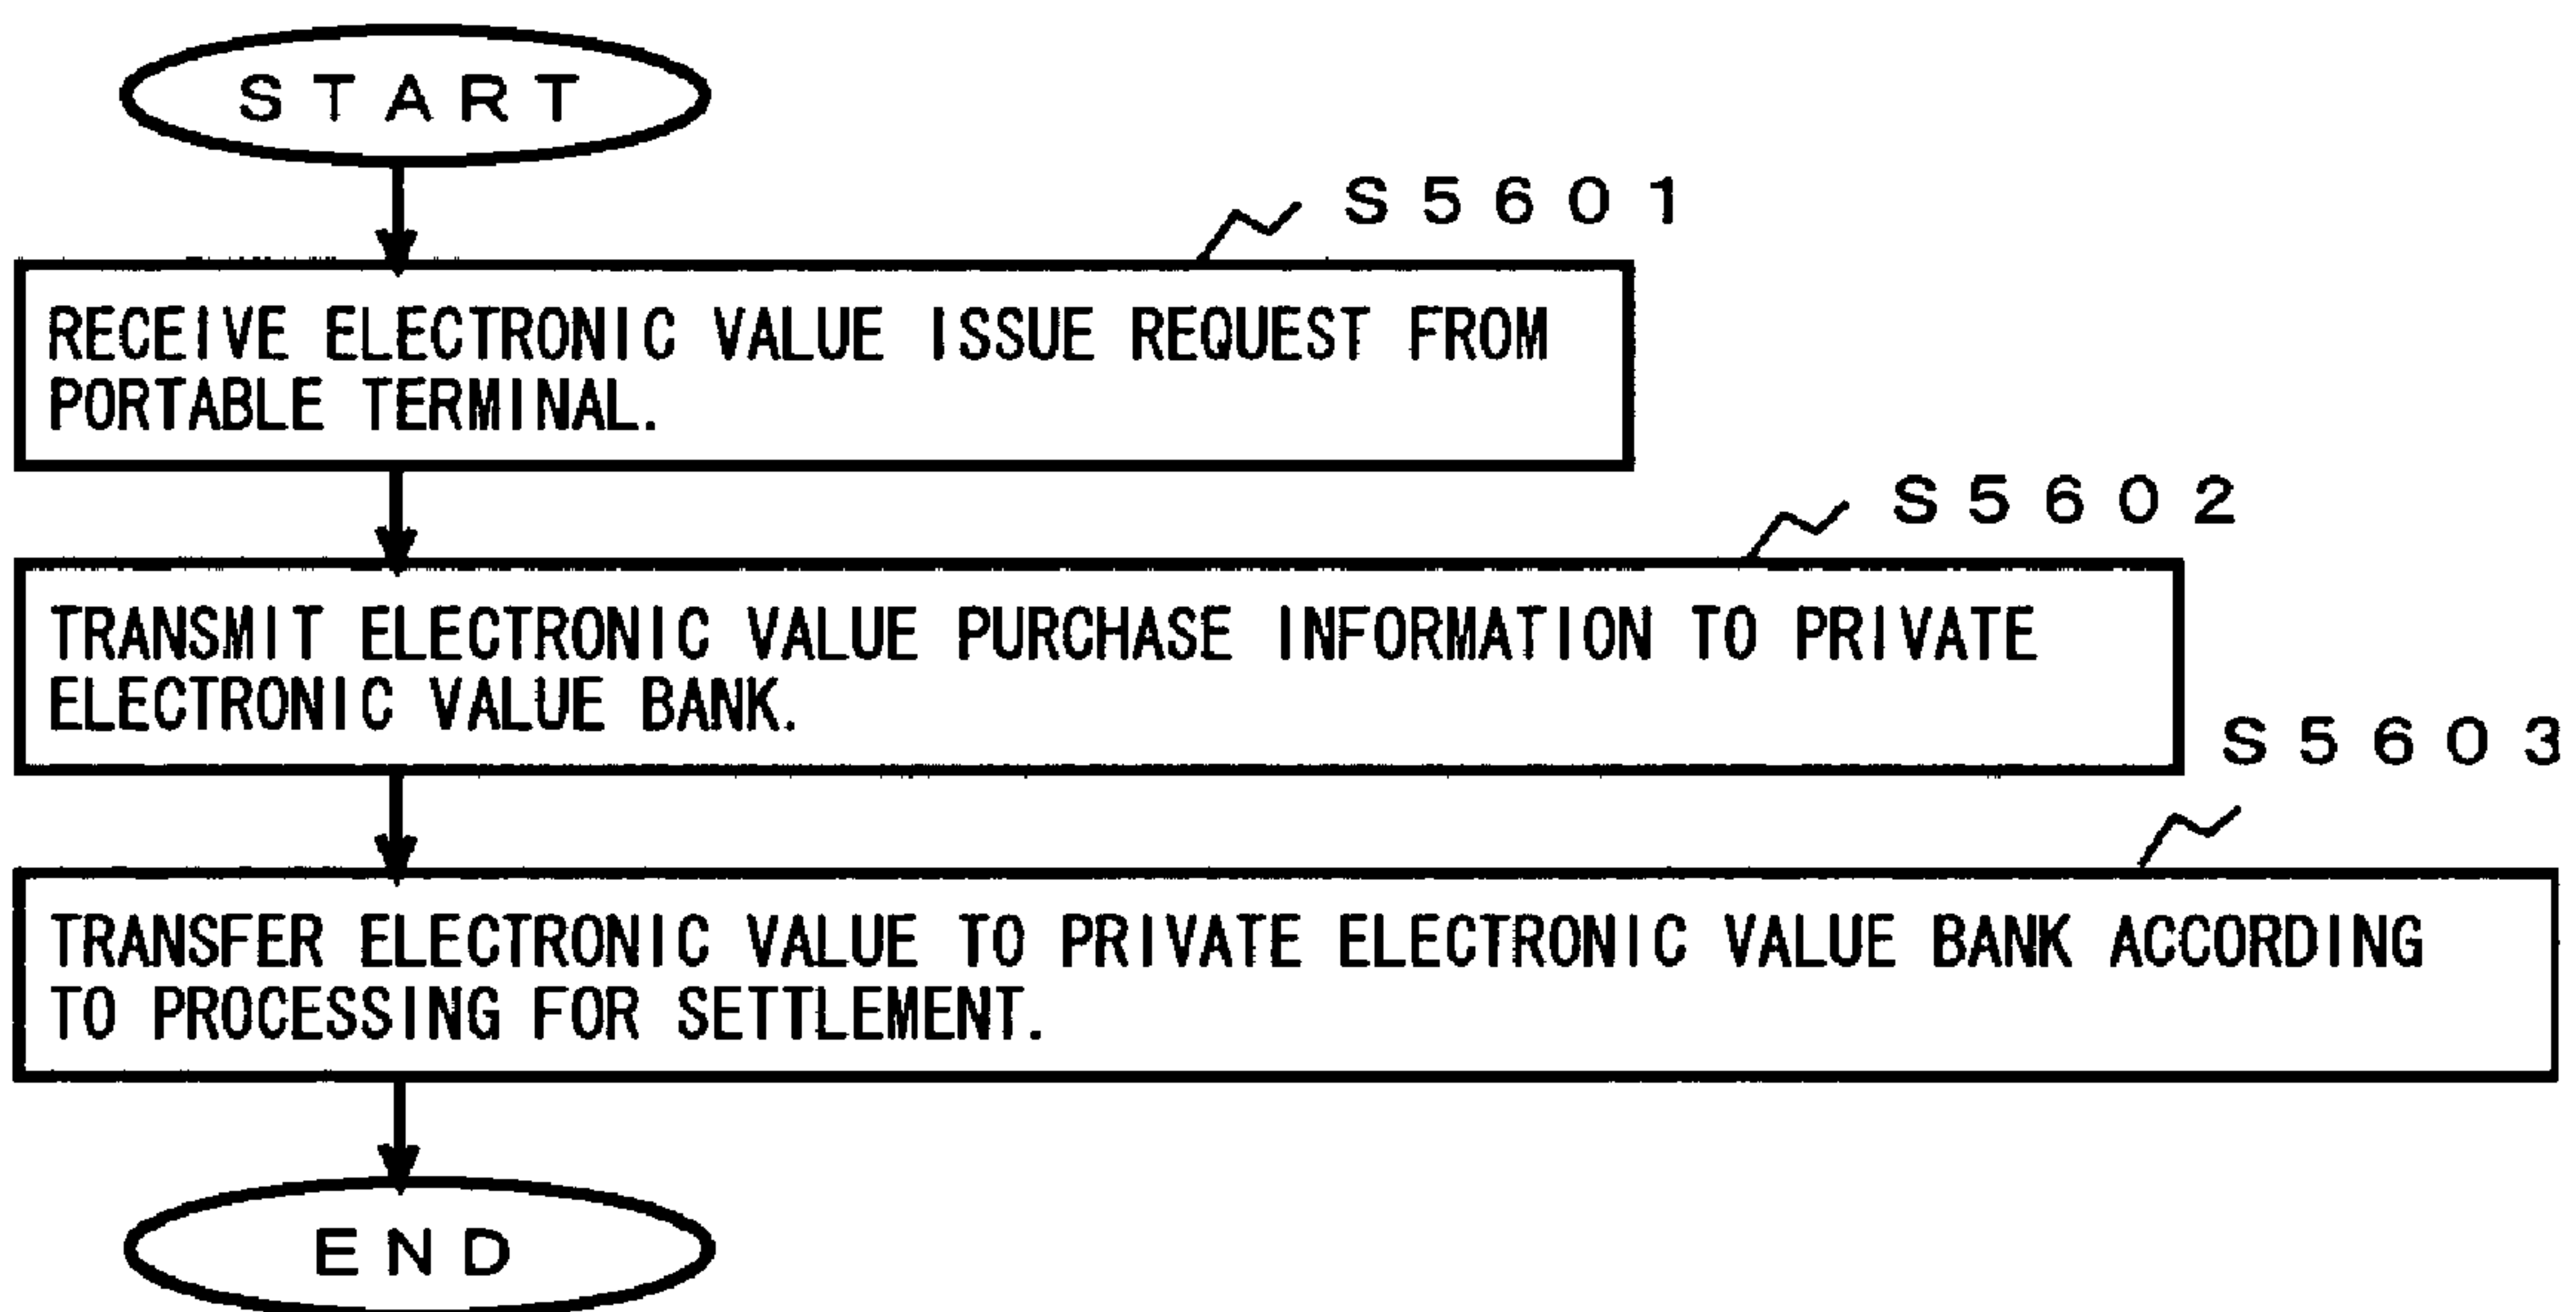 START
S5601
RECEIVE ELECTRONIC VALUE ISSUE REQUEST FROM
PORTABLE TERMINAL.
S5602
TRANSMIT ELECTRONIC VALUE PURCHASE INFORMATION TO PRIVATE
ELECTRONIC VALUE BANK.
S5603
TRANSFER ELECTRONIC VALUE TO PRIVATE ELECTRONIC VALUE BANK ACCORDING
TO PROCESSING FOR SETTLEMENT.
END